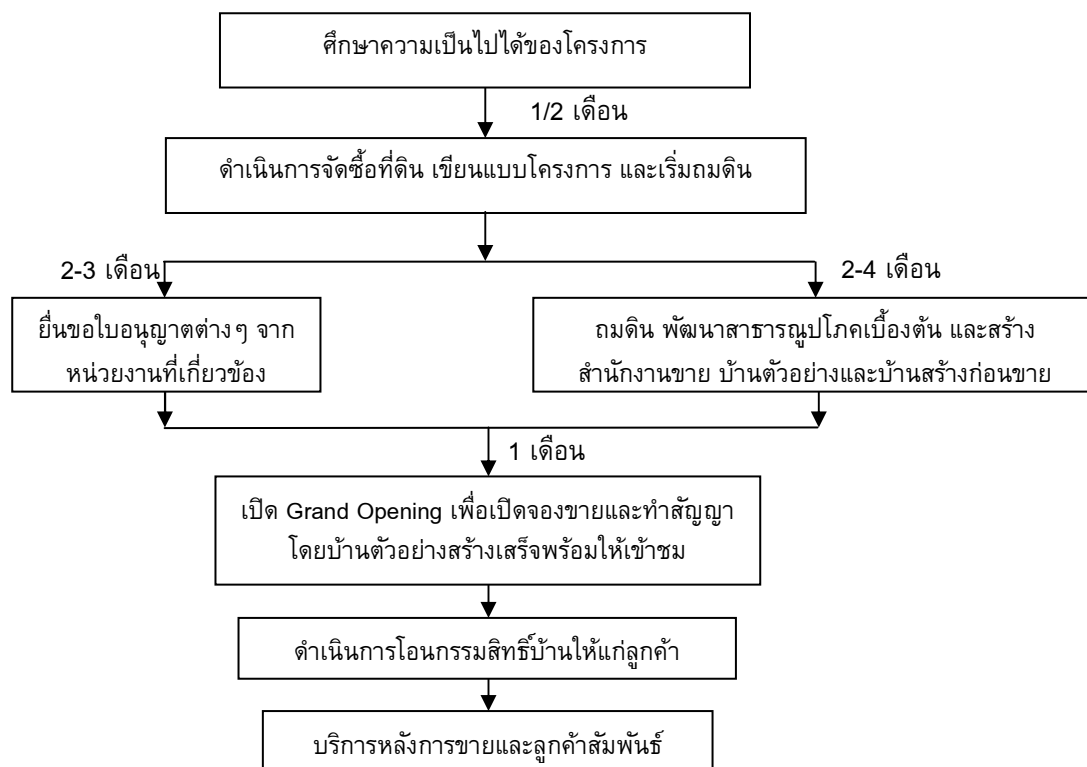 ศึกษาความเป็นไปได้ของโครงการ
1/2 เดือน
ดำเนินการจัดซื้อที่ดิน เขียนแบบโครงการ และเริ่มถมดิน
2-3 เดือน
2-4 เดือน
ยื่นขอใบอนุญาตต่างๆ จาก
หน่วยงานที่เกี่ยวข้อง
ถมดิน พัฒนาสาธารณูปโภคเบื้องต้น และสร้าง
สำนักงานขาย บ้านตัวอย่างและบ้านสร้างก่อนขาย
1 เดือน
เปิด Grand Opening เพื่อเปิดจองขายและทำสัญญา
โดยบ้านตัวอย่างสร้างเสร็จพร้อมให้เข้าชม
ดำเนินการโอนกรรมสิทธิ์บ้านให้แก่ลูกค้า
บริการหลังการขายและลูกค้าสัมพันธ์